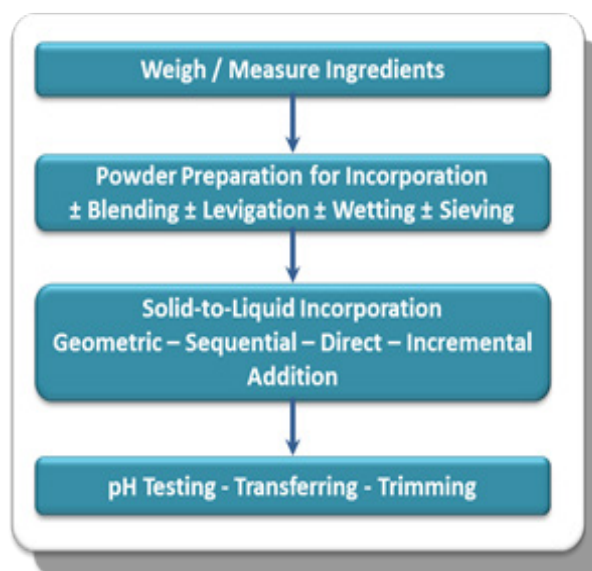 Weigh / Measure Ingredients
Powder Preparation for Incorporation
± Blending ± Levigation ± Wetting ± Sieving
Solid-to-Liquid Incorporation
Geometric – Sequential – Direct – Incremental
Addition
pH Testing - Transferring - Trimming